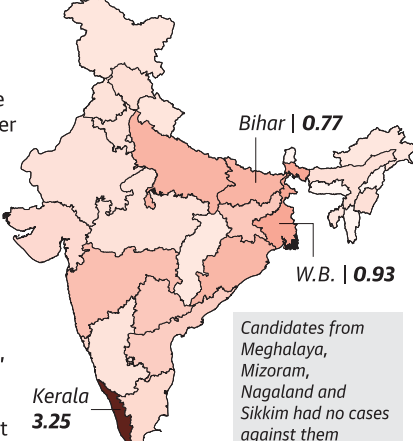 e
er
Bihar | 0.77
W.B. | 0.93
Candidates from
Meghalaya,
Mizoram,
Nagaland and
Sikkim had no cases
against them
,
Kerala
3.25
t